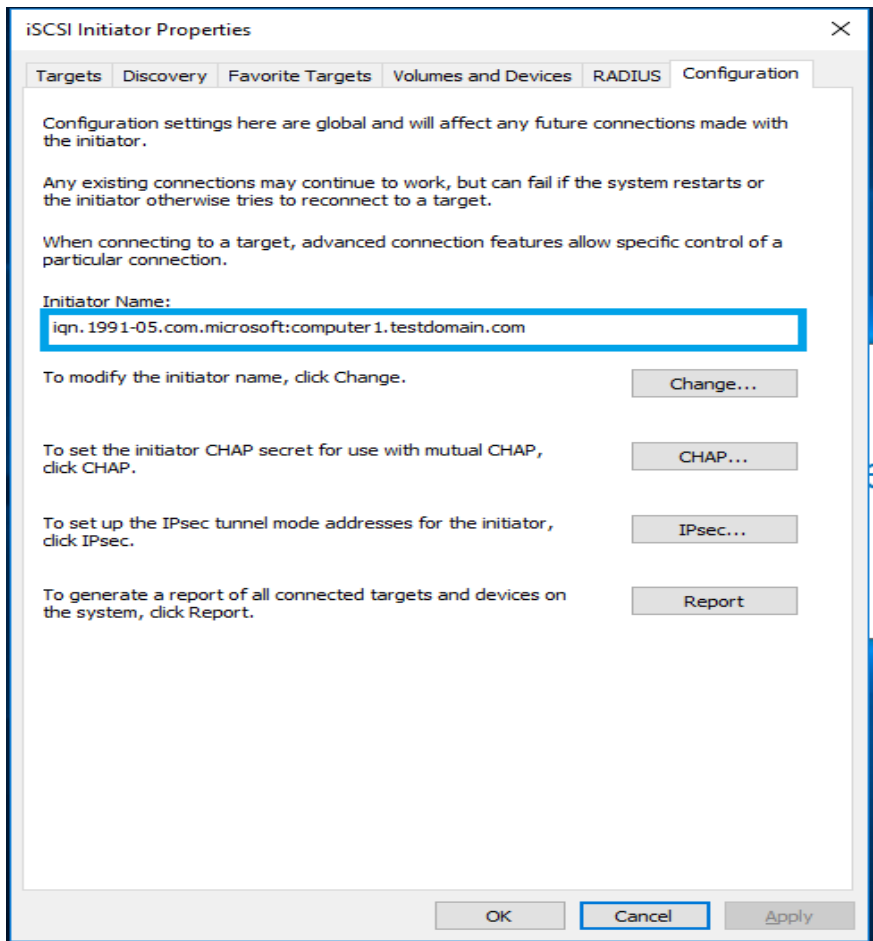 iSCSI Initiator Properties
Targets Discovery Favorite Targets Volumes and Devices RADIUS Configuration
Configuration settings here are global and will affect any future connections made with
the initiator.
Any existing connections may continue to work, but can fail if the system restarts or
the initiator otherwise tries to reconnect to a target.
When connecting to a target, advanced connection features allow specific control of a
particular connection.
Initiator Name:
iqn.1991-05.com.microsoft:computer1.testdomain.com
To modify the initiator name, click Change.
Change...
To set the initiator CHAP secret for use with mutual CHAP,
click CHAP.
CHAP...
To set up the IPsec tunnel mode addresses for the initiator,
click IPsec.
IPsec...
To generate a report of all connected targets and devices on
the system, click Report.
Report
OK Cancel Apply